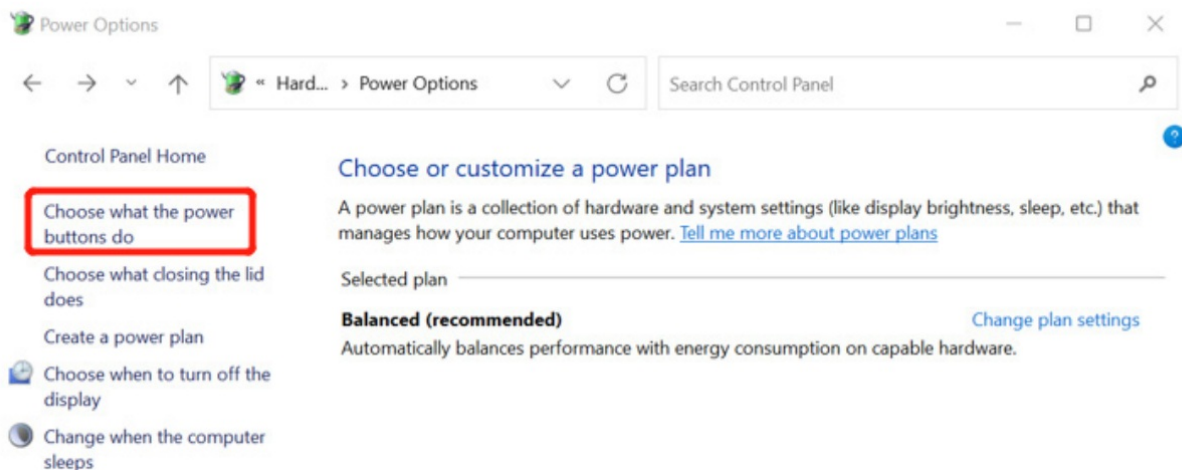 Power Options
« Hard... › Power Options
Search Control Panel
?
Control Panel Home
Choose what the power
buttons do
Choose what closing the lid
does
Create a power plan
Choose when to turn off the
display
Change when the computer
sleeps
Choose or customize a power plan
A power plan is a collection of hardware and system settings (like display brightness, sleep, etc.) that
manages how your computer uses power. Tell me more about power plans
Selected plan
Balanced (recommended) Change plan settings
Automatically balances performance with energy consumption on capable hardware.